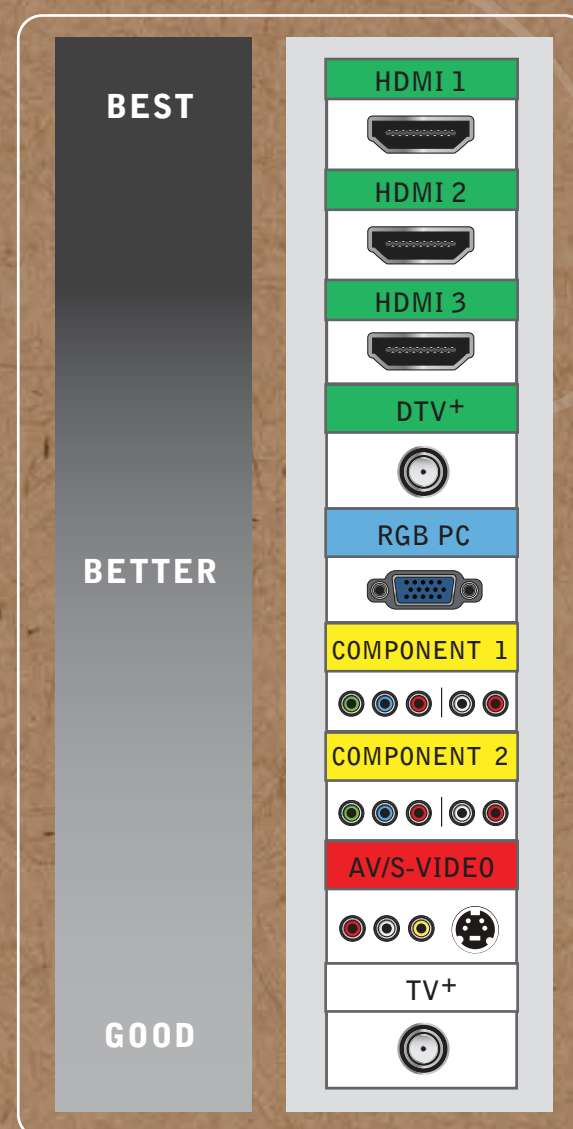 BEST
HDMI 1
HDMI 2
HDMI 3
DTV+
BETTER
RGB PC
COMPONENT 1
COMPONENT 2
AV/S-VIDEO
TV+
GOOD